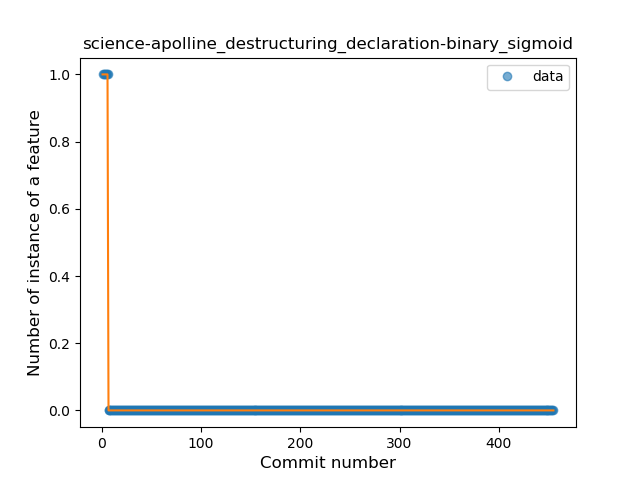 science-apolline_destructuring_declaration-binary_sigmoid
data
Number of instance of a feature
1.0
0.8
0.6
0.4
0.2
0.0
0 100 200 300 400
Commit number